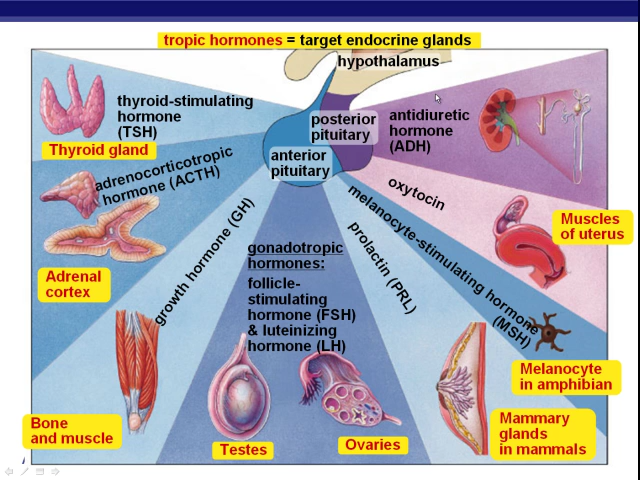 tropic hormones = target endocrine glands
hypothalamus
thyroid-stimulating
hormone
(TSH)
Thyroid gland
posterior
pituitary
antidiuretic
hormone
(ADH)
anterior
pituitary
adrenocorticotropic
hormone (ACTH)
oxytocin
Muscles
of uterus
Adrenal
cortex
growth hormone (GH)
gonadotropic
hormones:
follicle-
stimulating
hormone (FSH)
& luteinizing
hormone (LH)
prolactin (PRL)
melanocyte-stimulating hormone
(MSH)
Melanocyte
in amphibian
Bone
and muscle
Testes
Ovaries
Mammary
glands
in mammals